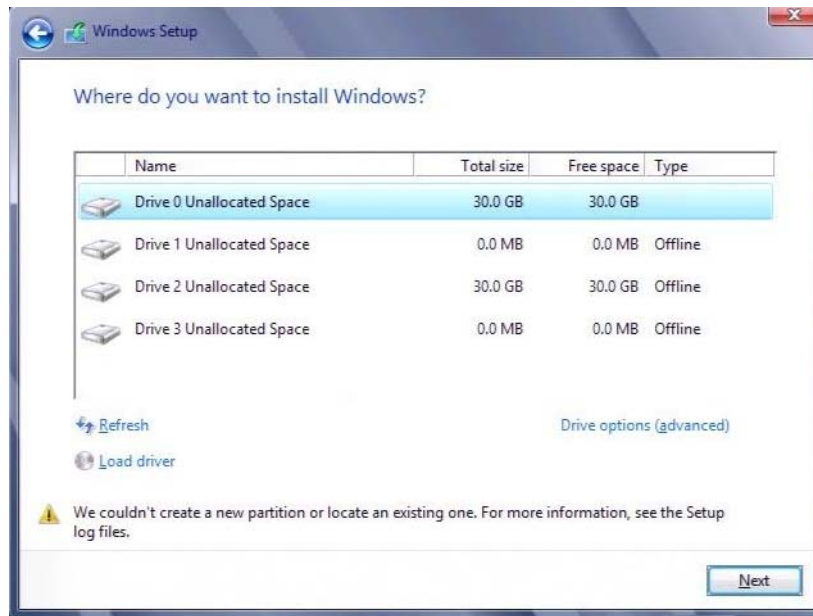 Windows Setup
Where do you want to install Windows?
Name Total size Free space Type
Drive 0 Unallocated Space 30.0 GB 30.0 GB
Drive 1 Unallocated Space 0.0 MB 0.0 MB Offline
Drive 2 Unallocated Space 30.0 GB 30.0 GB Offline
Drive 3 Unallocated Space 0.0 MB 0.0 MB Offline
Refresh Drive options (advanced)
Load driver
We couldn't create a new partition or locate an existing one. For more information, see the Setup
log files.
Next